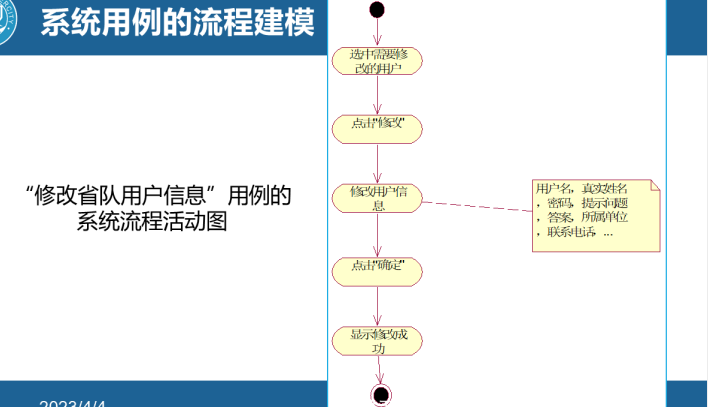 系统用例的流程建模
选中需要修
改的用户
点击"修改"
“修改省队用户信息”用例的
系统流程活动图
修改用户信
息
用户名，真实姓名
，密码，提示问题
，答案，所属单位
，联系电话，...
点击"确定"
显示修改成
功
2023/4/4